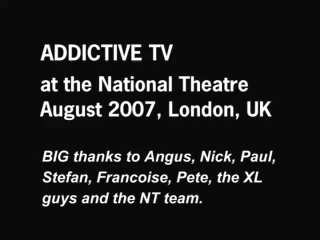 ADDICTIVE TV
at the National Theatre
August 2007, London, UK
BIG thanks to Angus, Nick, Paul,
Stefan, Francoise, Pete, the XL
guys and the NT team.